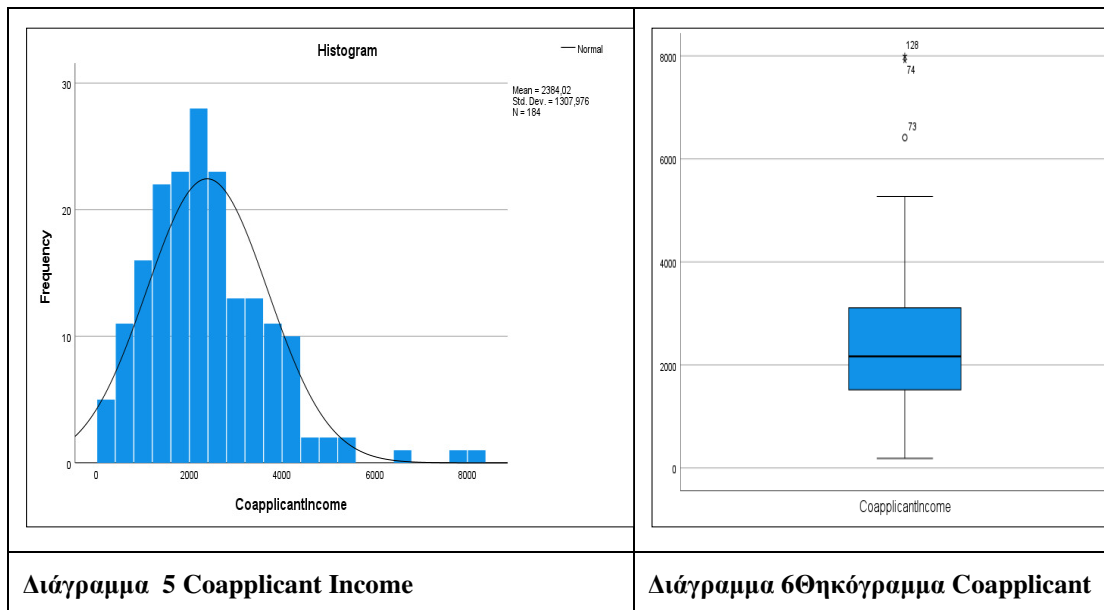 Histogram
Normal
Mean = 2384,02
Std. Dev. = 1307,976
N = 184
30
20
10
0
Frequency
0 2000 4000 6000 8000
CoapplicantIncome
128
74
73
8000
6000
4000
2000
0
CoapplicantIncome
Διάγραμμα 5 Coapplicant Income
Διάγραμμα 6Θηκόγραμμα Coapplicant